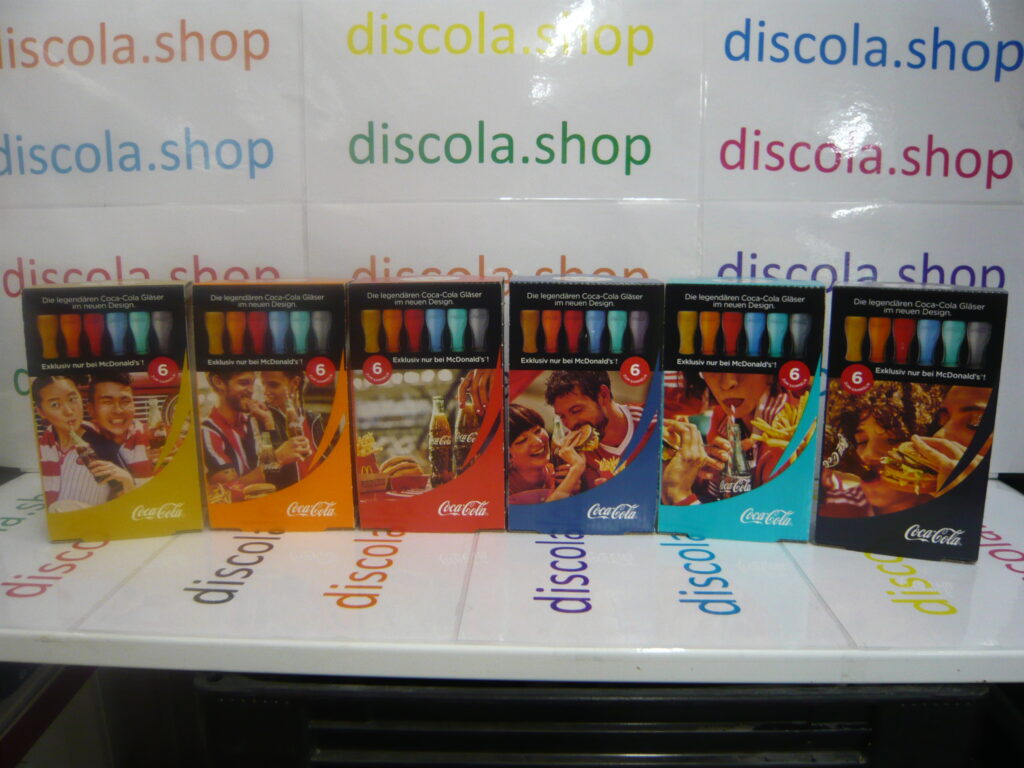 discola.shop
discola.shop
discola.shop
discola.shop
discola.shop
discola.shop
discola.shop
discola.shop
discola.shop
Die legendären Coca-Cola Gläser
im neuen Design.
Exklusiv nur bei McDonald's!
6
Coca-Cola
Die legendären Coca-Cola Gläser
im neuen Design.
Exklusiv nur bei McDonald's!
6
Coca-Cola
Die legendären Coca-Cola Gläser
im neuen Design.
6
Exklusiv nur bei McDonald's!
Coca-Cola
Coca-Cola
Die legendären Coca-Cola Gläser
im neuen Design.
Exklusiv nur bei McDonald's!
6
Coca-Cola
Die legendären Coca-Cola Gläser
im neuen Design.
Exklusiv nur bei McDonald's!
6
Coca-Cola
Coca-Cola
Die legendären Coca-Cola Gläser
im neuen Design.
6
Exklusiv nur bei McDonald's!
Coca-Cola
discola
discola
discola
discola
discola
discola